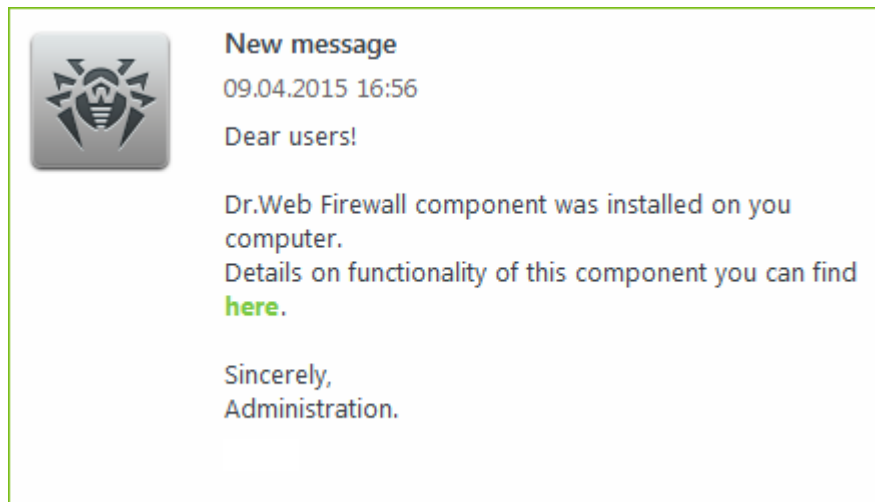 New message
09.04.2015 16:56
Dear users!
Dr.Web Firewall component was installed on you
computer.
Details on functionality of this component you can find
here.
Sincerely,
Administration.